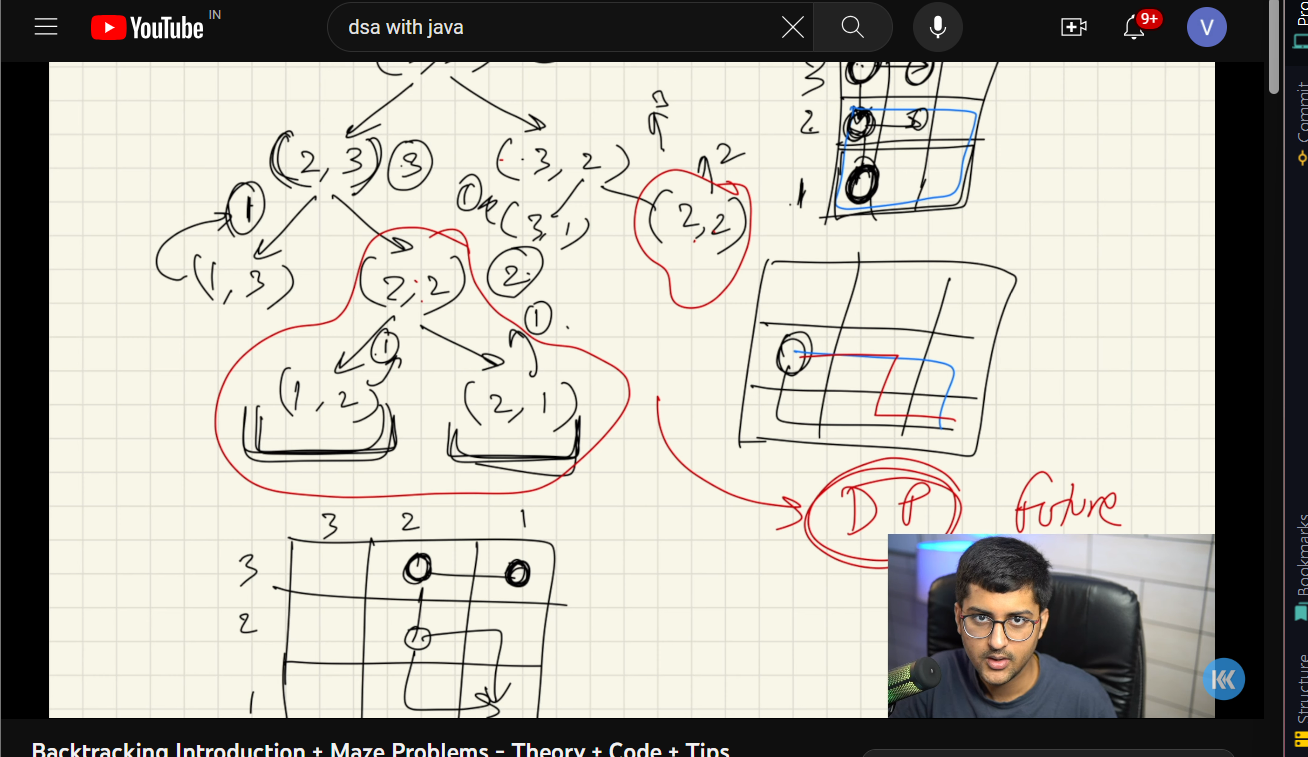 YouTube IN
dsa with java
9+
V
3
2
1
(2, 3) 3
(3, 2)
2
1
1
(3, 1)
(2, 2)
(1, 3)
(2, 2)
2
1
1
(1, 2)
(2, 1)
DP future
3 2 1
3
2
1
Commit
Bookmarks
Structure
Backtracking Introduction + Maze Problems - Theory + Code + Tips